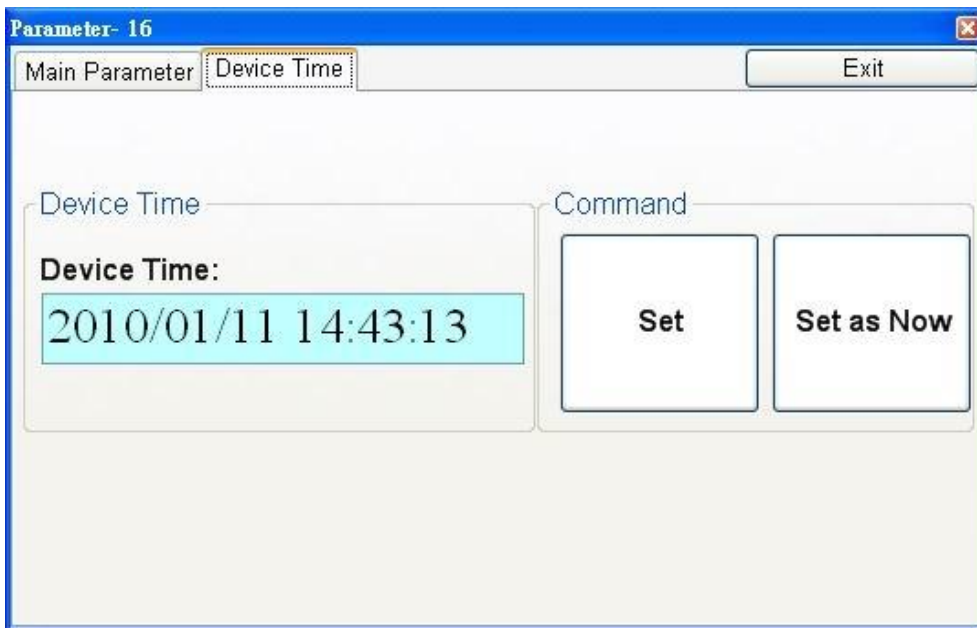 Parameter- 16
Main Parameter Device Time Exit
Device Time
Device Time:
2010/01/11 14:43:13
Command
Set
Set as Now